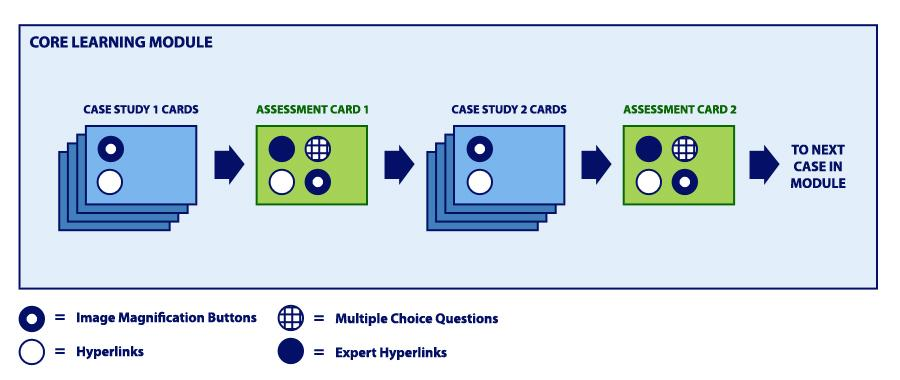 CORE LEARNING MODULE
CASE STUDY 1 CARDS
ASSESSMENT CARD 1
CASE STUDY 2 CARDS
ASSESSMENT CARD 2
TO NEXT
CASE IN
MODULE
= Image Magnification Buttons
= Multiple Choice Questions
= Hyperlinks
= Expert Hyperlinks